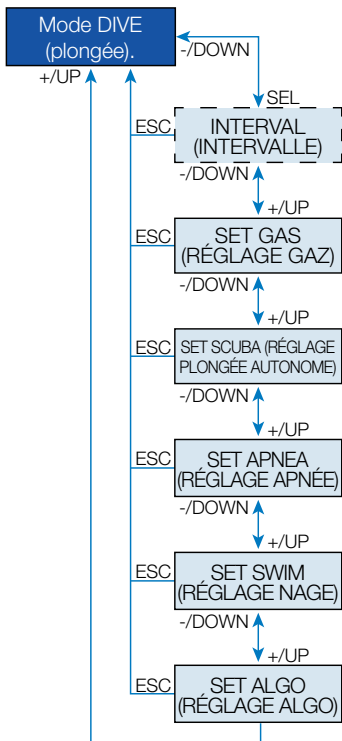 Mode DIVE
(plongée).
-/DOWN
+/UP
SEL
ESC
INTERVAL
(INTERVALLE)
-/DOWN
+/UP
ESC
SET GAS
(RÉGLAGE GAZ)
-/DOWN
+/UP
ESC
SET SCUBA (RÉGLAGE
PLONGÉE AUTONOME)
-/DOWN
+/UP
ESC
SET APNEA
(RÉGLAGE APNÉE)
-/DOWN
+/UP
ESC
SET SWIM
(RÉGLAGE NAGE)
-/DOWN
+/UP
ESC
SET ALGO
(RÉGLAGE ALGO)